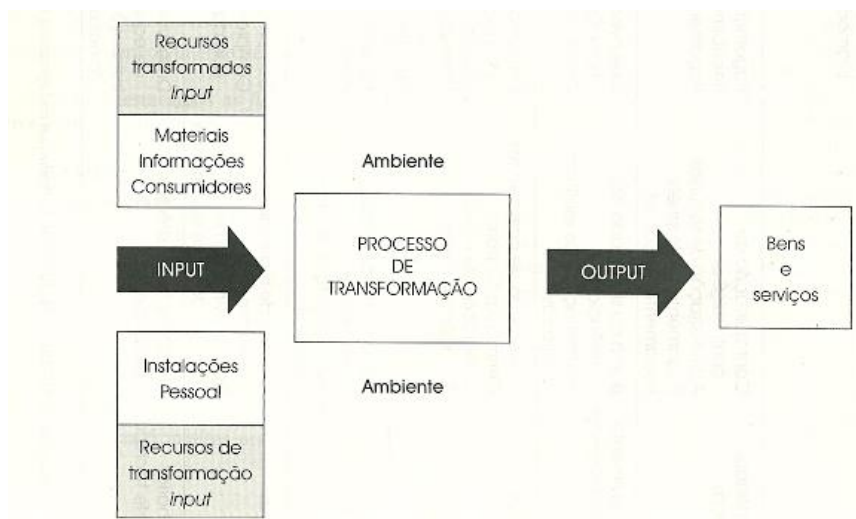 Recursos
transformados
input
Materiais
Informações
Consumidores
Ambiente
INPUT
PROCESSO
DE
TRANSFORMAÇÃO
OUTPUT
Bens
e
serviços
Instalações
Pessoal
Ambiente
Recursos de
transformação
input